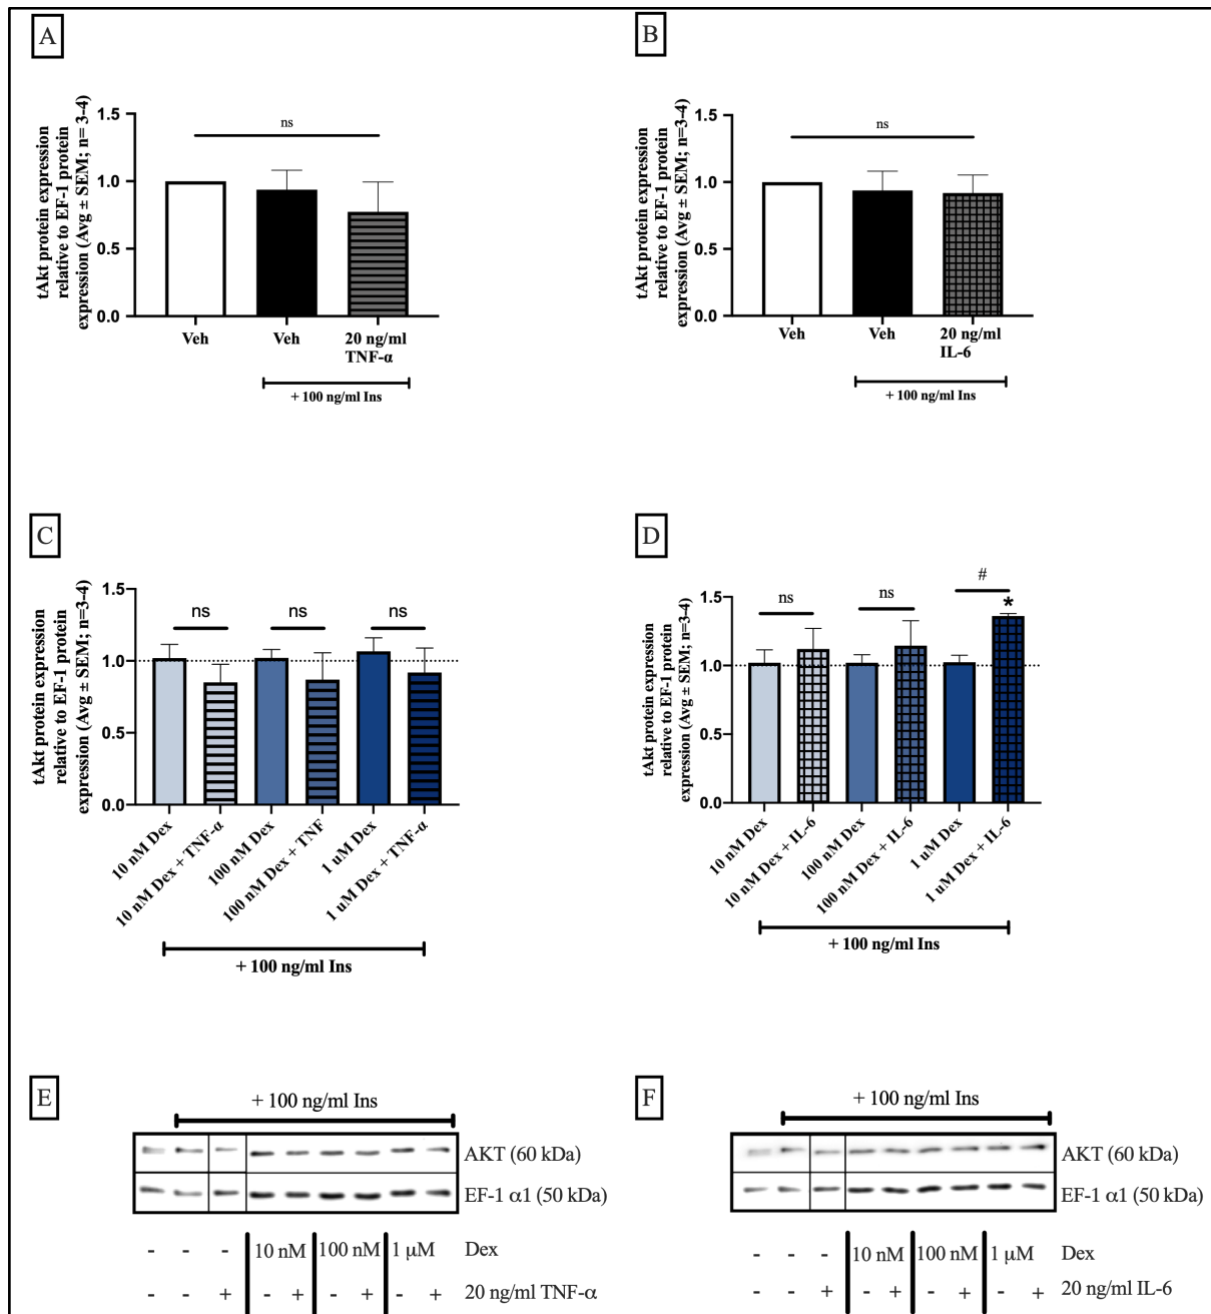 A
tAkt protein expression
relative to EF-1 protein
expression (Avg ± SEM; n= 3-4)
1.5
1.0
0.5
0.0
ns
Veh
Veh
20 ng/ml
TNF-α
+ 100 ng/ml Ins
B
tAkt protein expression
relative to EF-1 protein
expression (Avg ± SEM; n=3-4)
1.5
1.0
0.5
0.0
ns
Veh
Veh
20 ng/ml
IL-6
+100 ng/ml Ins
C
tAkt protein expression
relative to EF-1 protein
expression (Avg ± SEM; n=3-4)
1.5
1.0
0.5
0.0
ns
ns
ns
10 nM Dex
10 nM Dex + TNF-α
100 nM Dex
100 nM Dex + TNF
1 uM Dex
1 uM Dex + TNF-α
+ 100 ng/ml Ins
D
tAkt protein expression
relative to EF-1 protein
expression (Avg ± SEM; n=3-4)
1.5
1.0
0.5
0.0
ns
ns
#
*
10 nM Dex
10 nM Dex + IL-6
100 nM Dex
100 nM Dex + IL-6
1 uM Dex
1 uM Dex + IL-6
+ 100 ng/ml Ins
E
+ 100 ng/ml Ins
AKT (60 kDa)
EF-1 α1 (50 kDa)
- - - 10 nM 100 nM 1 μM Dex
- - + - + - + - + 20 ng/ml TNF-α
F
+ 100 ng/ml Ins
AKT (60 kDa)
EF-1 α1 (50 kDa)
- - - 10 nM 100 nM 1 μM Dex
- - + - + - + - + 20 ng/ml IL-6